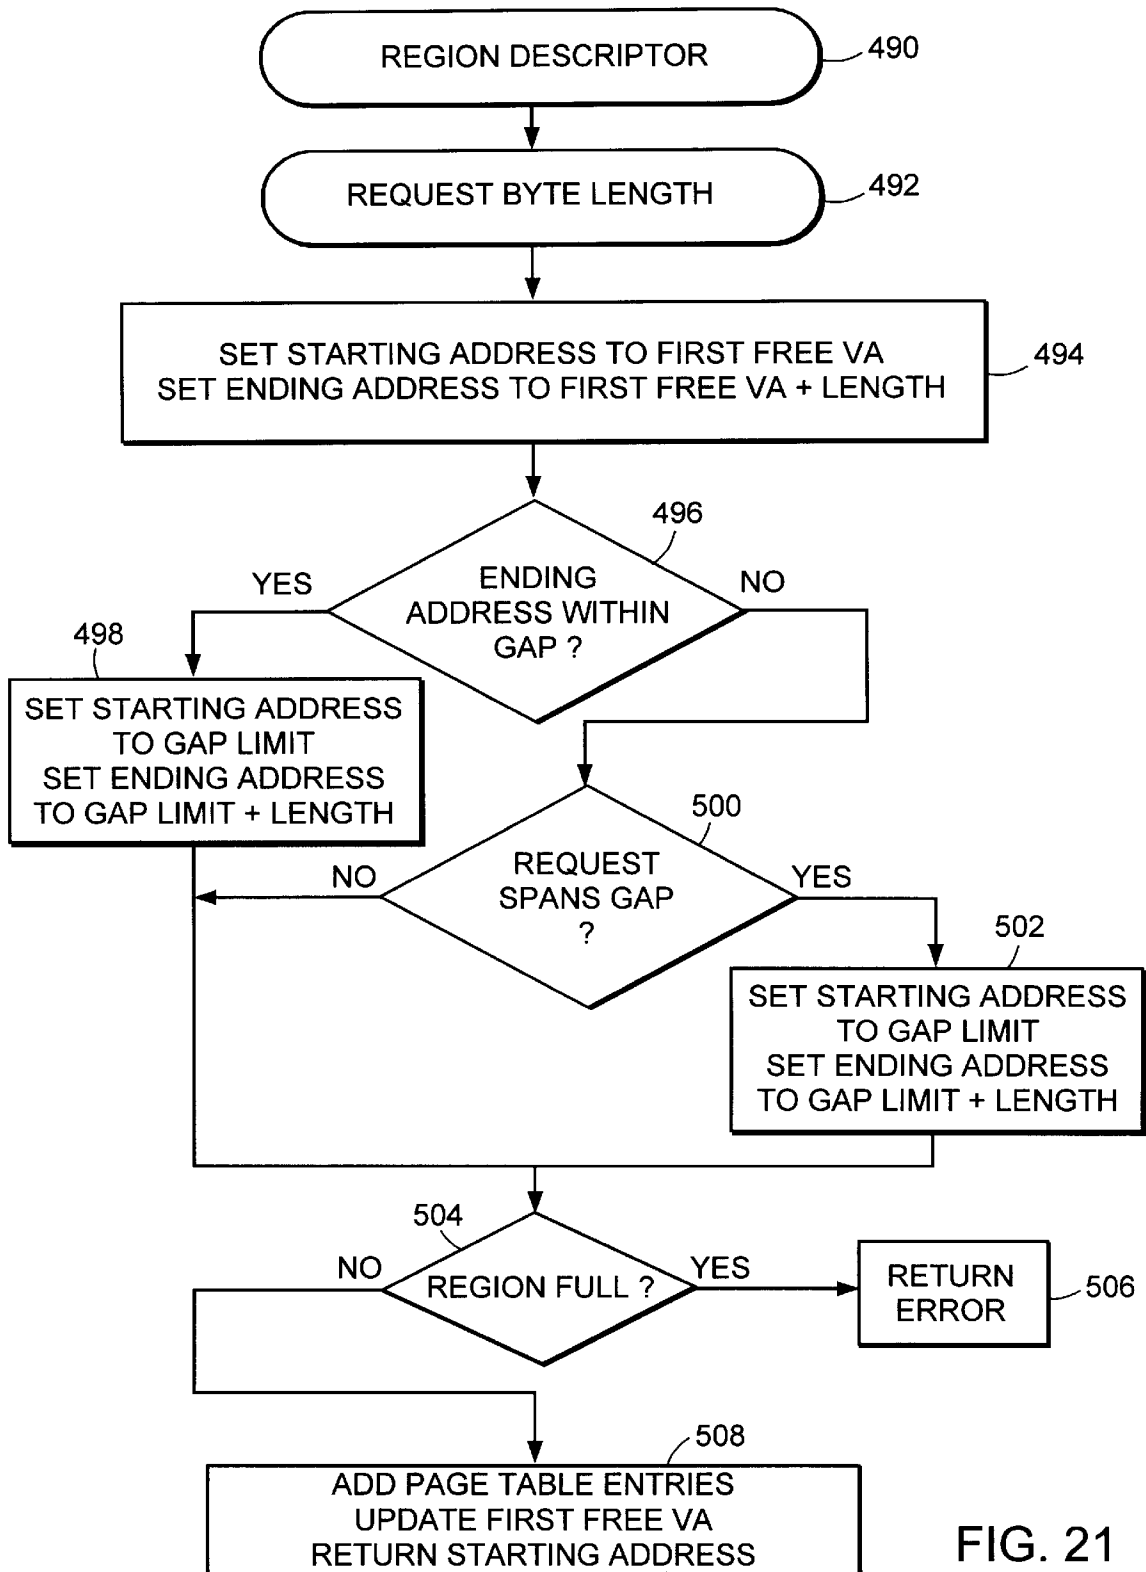 REGION DESCRIPTOR
490
REQUEST BYTE LENGTH
492
SET STARTING ADDRESS TO FIRST FREE VA
SET ENDING ADDRESS TO FIRST FREE VA + LENGTH
494
496
ENDING
ADDRESS WITHIN
GAP ?
YES
NO
498
SET STARTING ADDRESS
TO GAP LIMIT
SET ENDING ADDRESS
TO GAP LIMIT + LENGTH
500
REQUEST
SPANS GAP
?
NO
YES
502
SET STARTING ADDRESS
TO GAP LIMIT
SET ENDING ADDRESS
TO GAP LIMIT + LENGTH
504
NO
REGION FULL ?
YES
RETURN
ERROR
506
508
ADD PAGE TABLE ENTRIES
UPDATE FIRST FREE VA
RETURN STARTING ADDRESS
FIG. 21